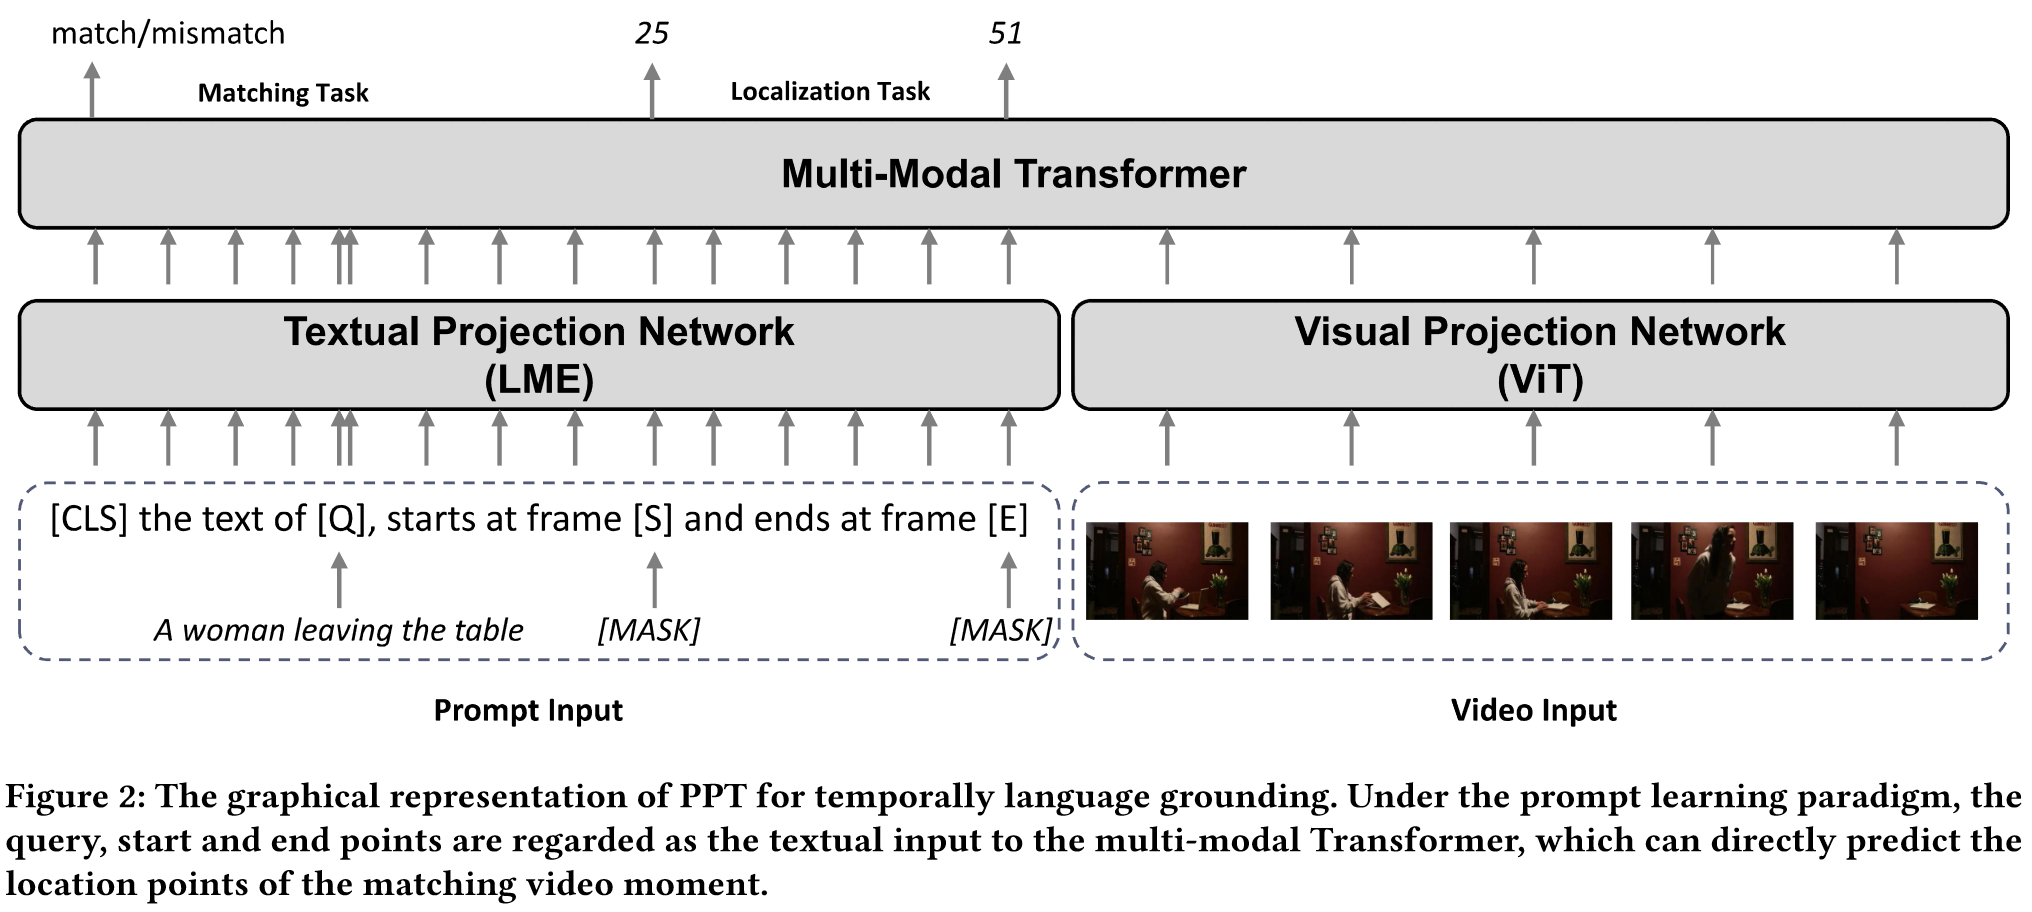 match/mismatch 25 51
Matching Task Localization Task
Multi-Modal Transformer
Textual Projection Network
(LME)
Visual Projection Network
(ViT)
[CLS] the text of [Q], starts at frame [S] and ends at frame [E]
A woman leaving the table [MASK] [MASK]
Prompt Input
Video Input
Figure 2: The graphical representation of PPT for temporally language grounding. Under the prompt learning paradigm, the
query, start and end points are regarded as the textual input to the multi-modal Transformer, which can directly predict the
location points of the matching video moment.